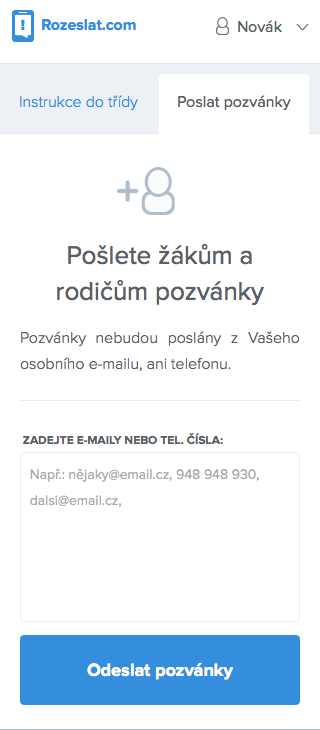 Rozeslat.com
Novák
Instrukce do třídy
Poslat pozvánky
Pošlete žákům a
rodičům pozvánky
Pozvánky nebudou poslány z Vašeho
osobního e-mailu, ani telefonu.
ZADEJTE E-MAILY NEBO TEL. ČÍSLA:
Např.: nějaky@email.cz, 948 948 930,
dalsi@email.cz,
Odeslat pozvánky